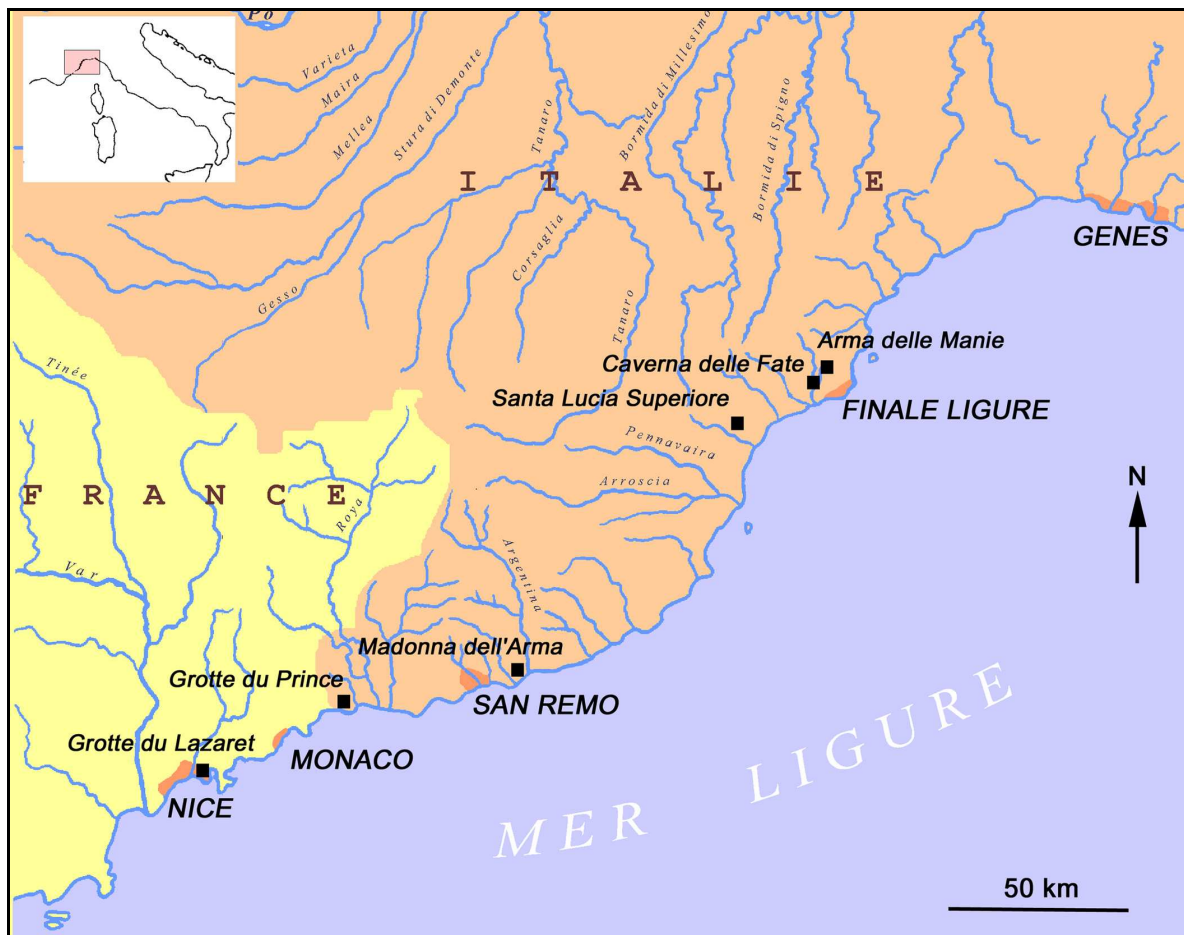 Po
Varieta
Maira
Mellea
Stura di Demonte
Tanaro
Bormida di Millesimo
Bormida di Spigno
ITALIE
GENES
Corsaglia
Gesso
Tanaro
Tinée
Arma delle Manie
Caverna delle Fate
Santa Lucia Superiore
FINALE LIGURE
Pennavaira
Arroscia
N
FRANCE
Roya
Var
Argentina
Madonna dell'Arma
Grotte du Prince
SAN REMO
Grotte du Lazaret
MONACO
NICE
MER LIGURE
50 km